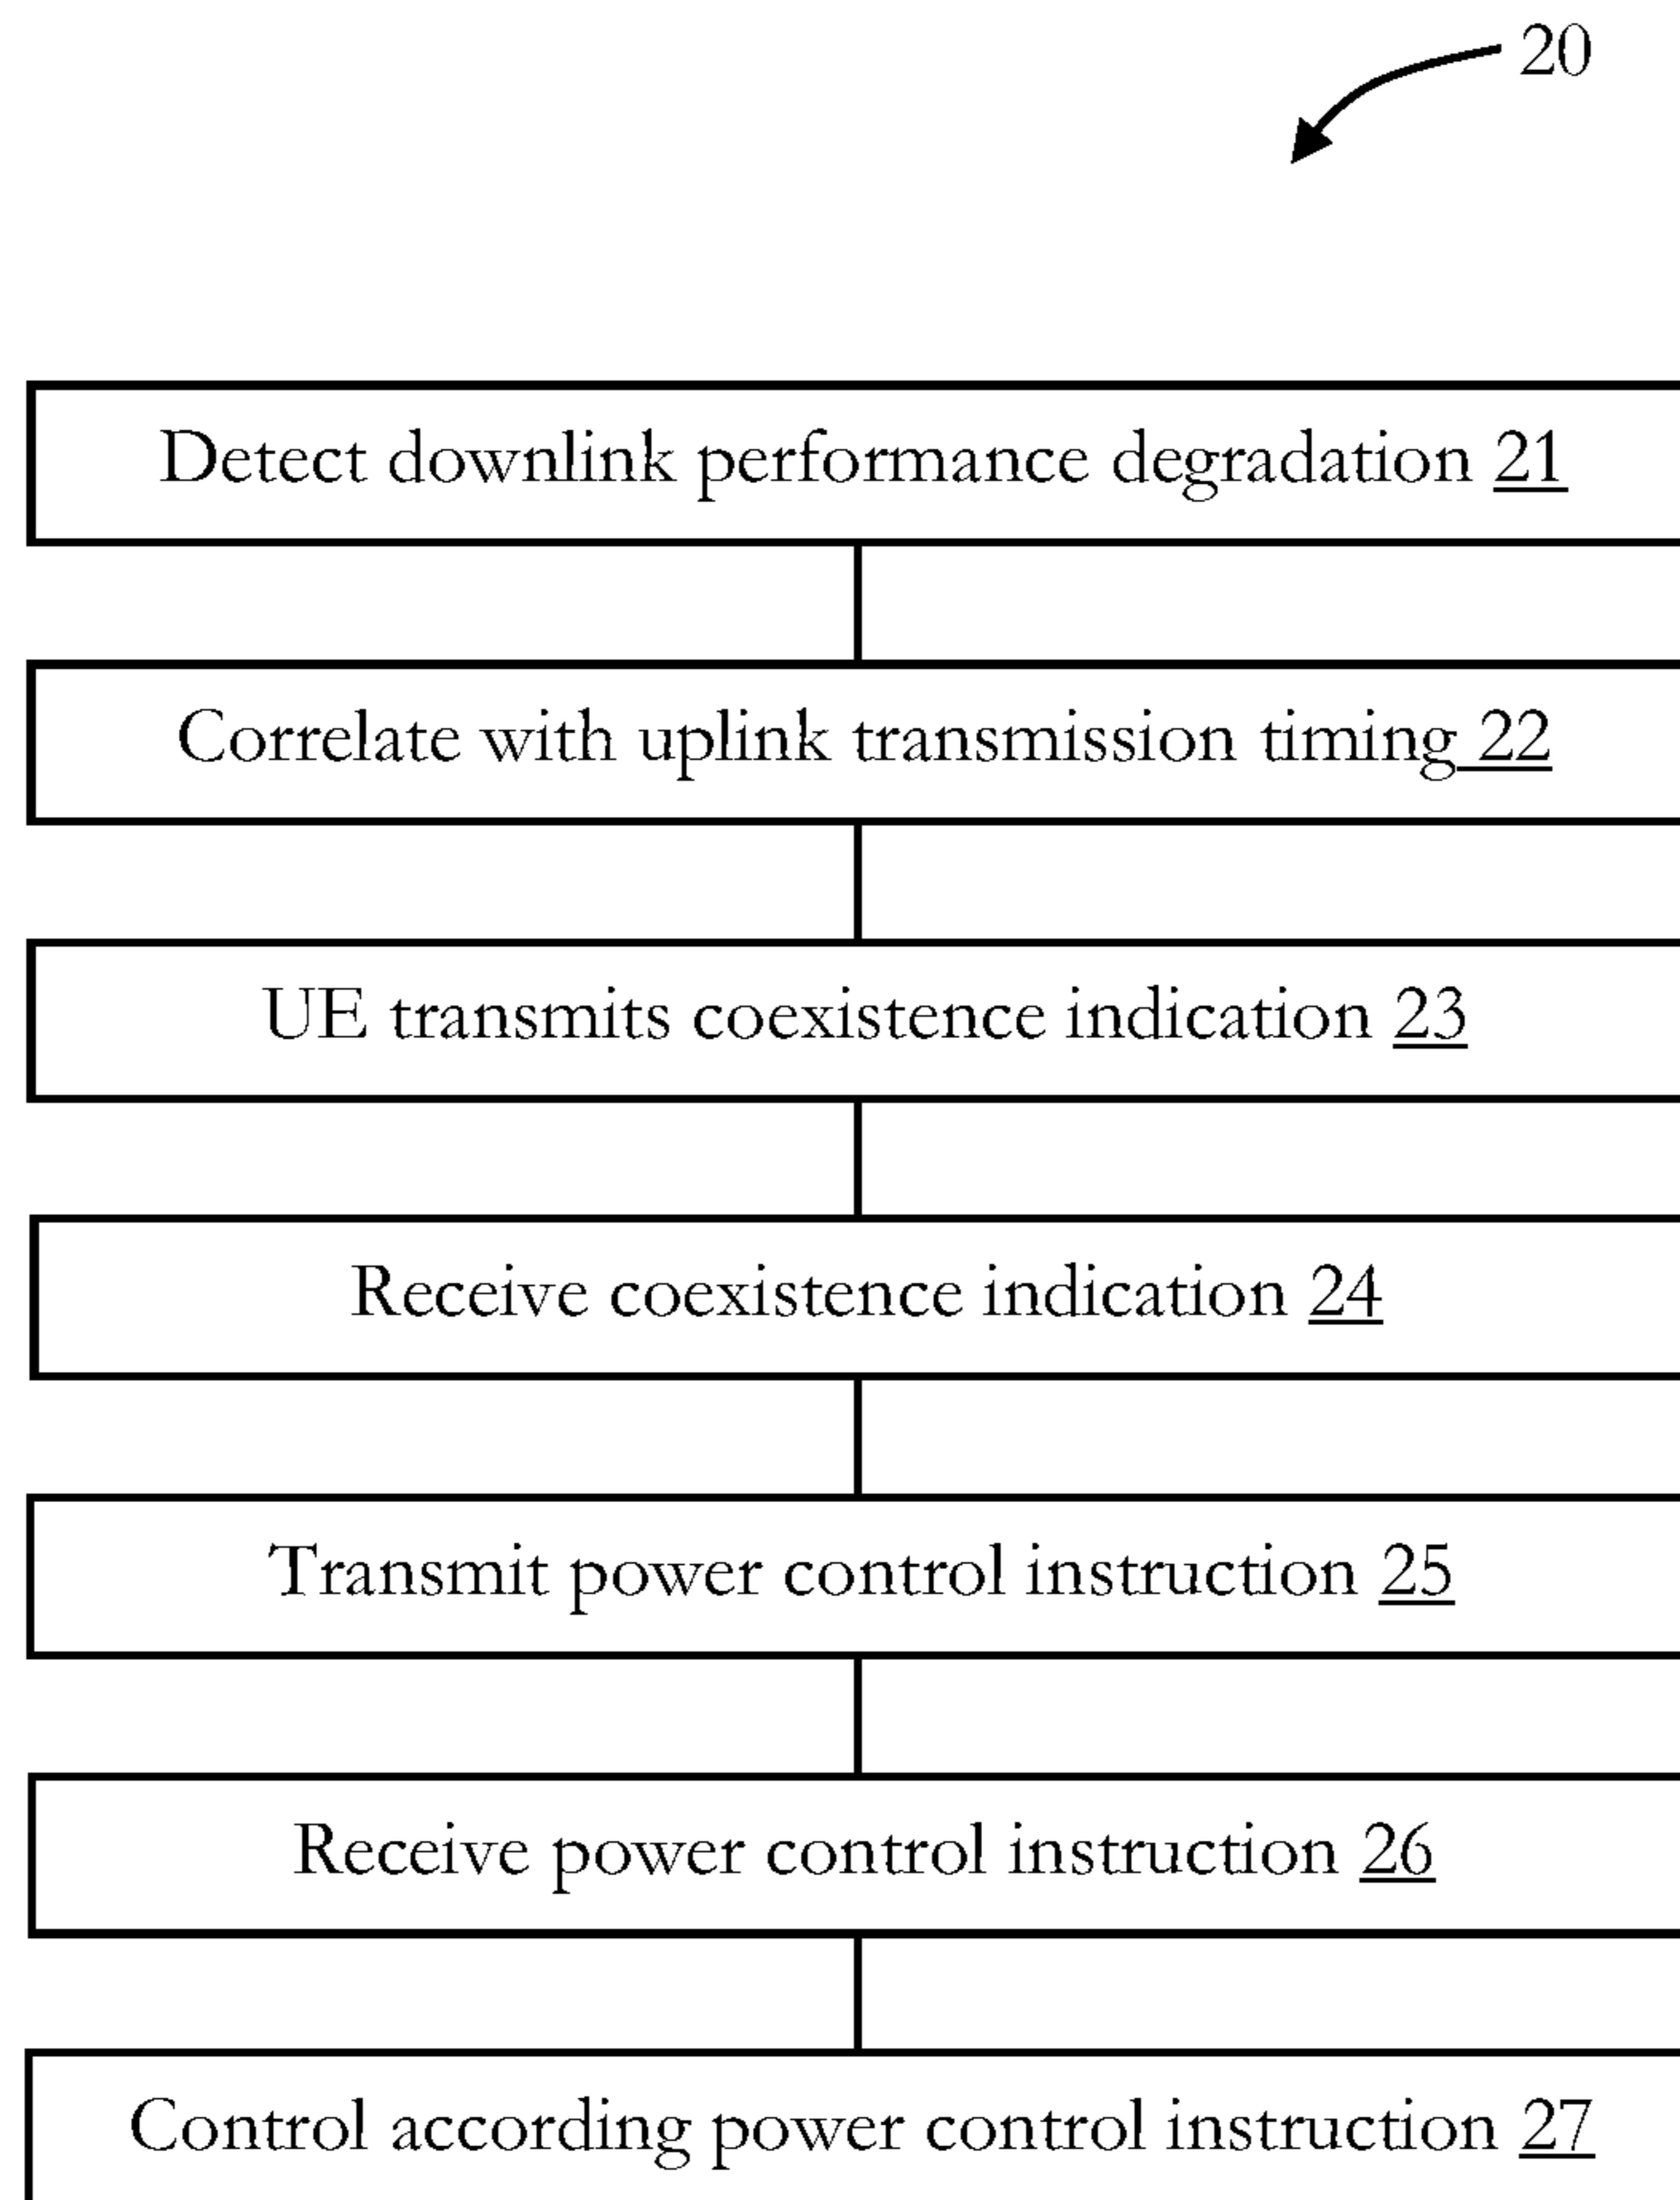 20
Detect downlink performance degradation 21
Correlate with uplink transmission timing 22
UE transmits coexistence indication 23
Receive coexistence indication 24
Transmit power control instruction 25
Receive power control instruction 26
Control according power control instruction 27